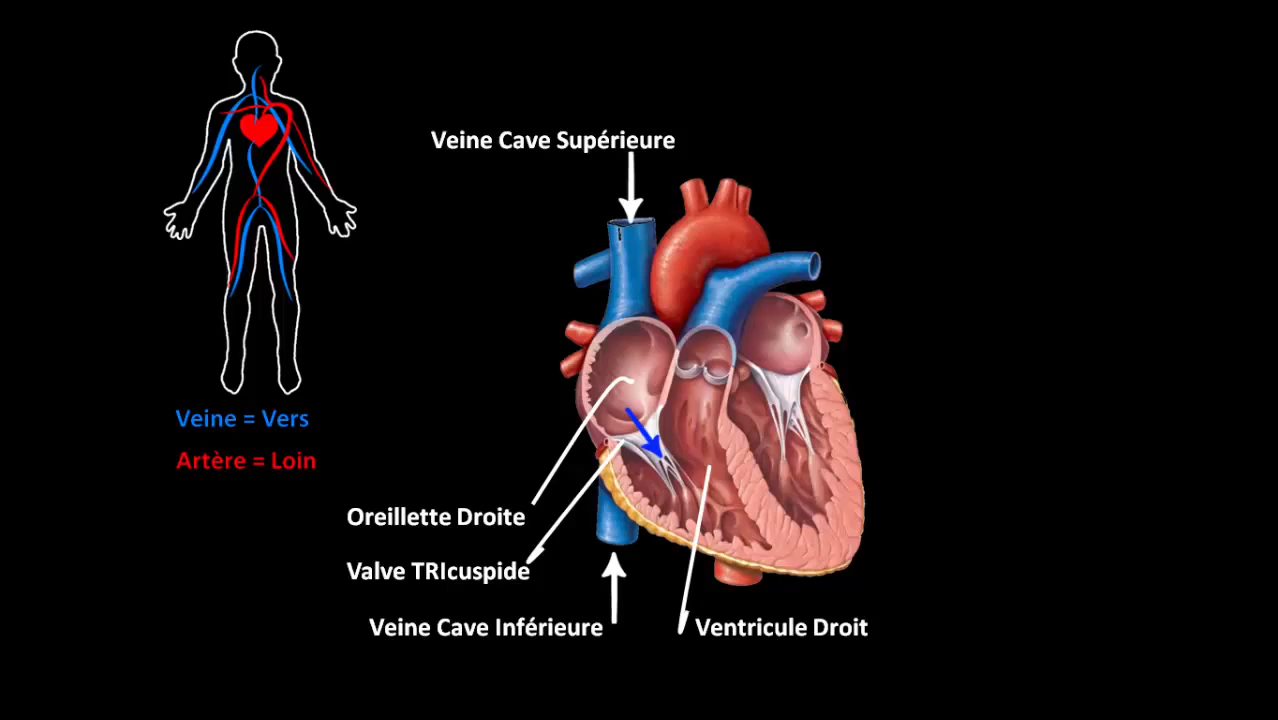 Veine Cave Supérieure
Veine = Vers
Artère = Loin
Oreillette Droite
Valve TRIcuspide
Veine Cave Inférieure
Ventricule Droit